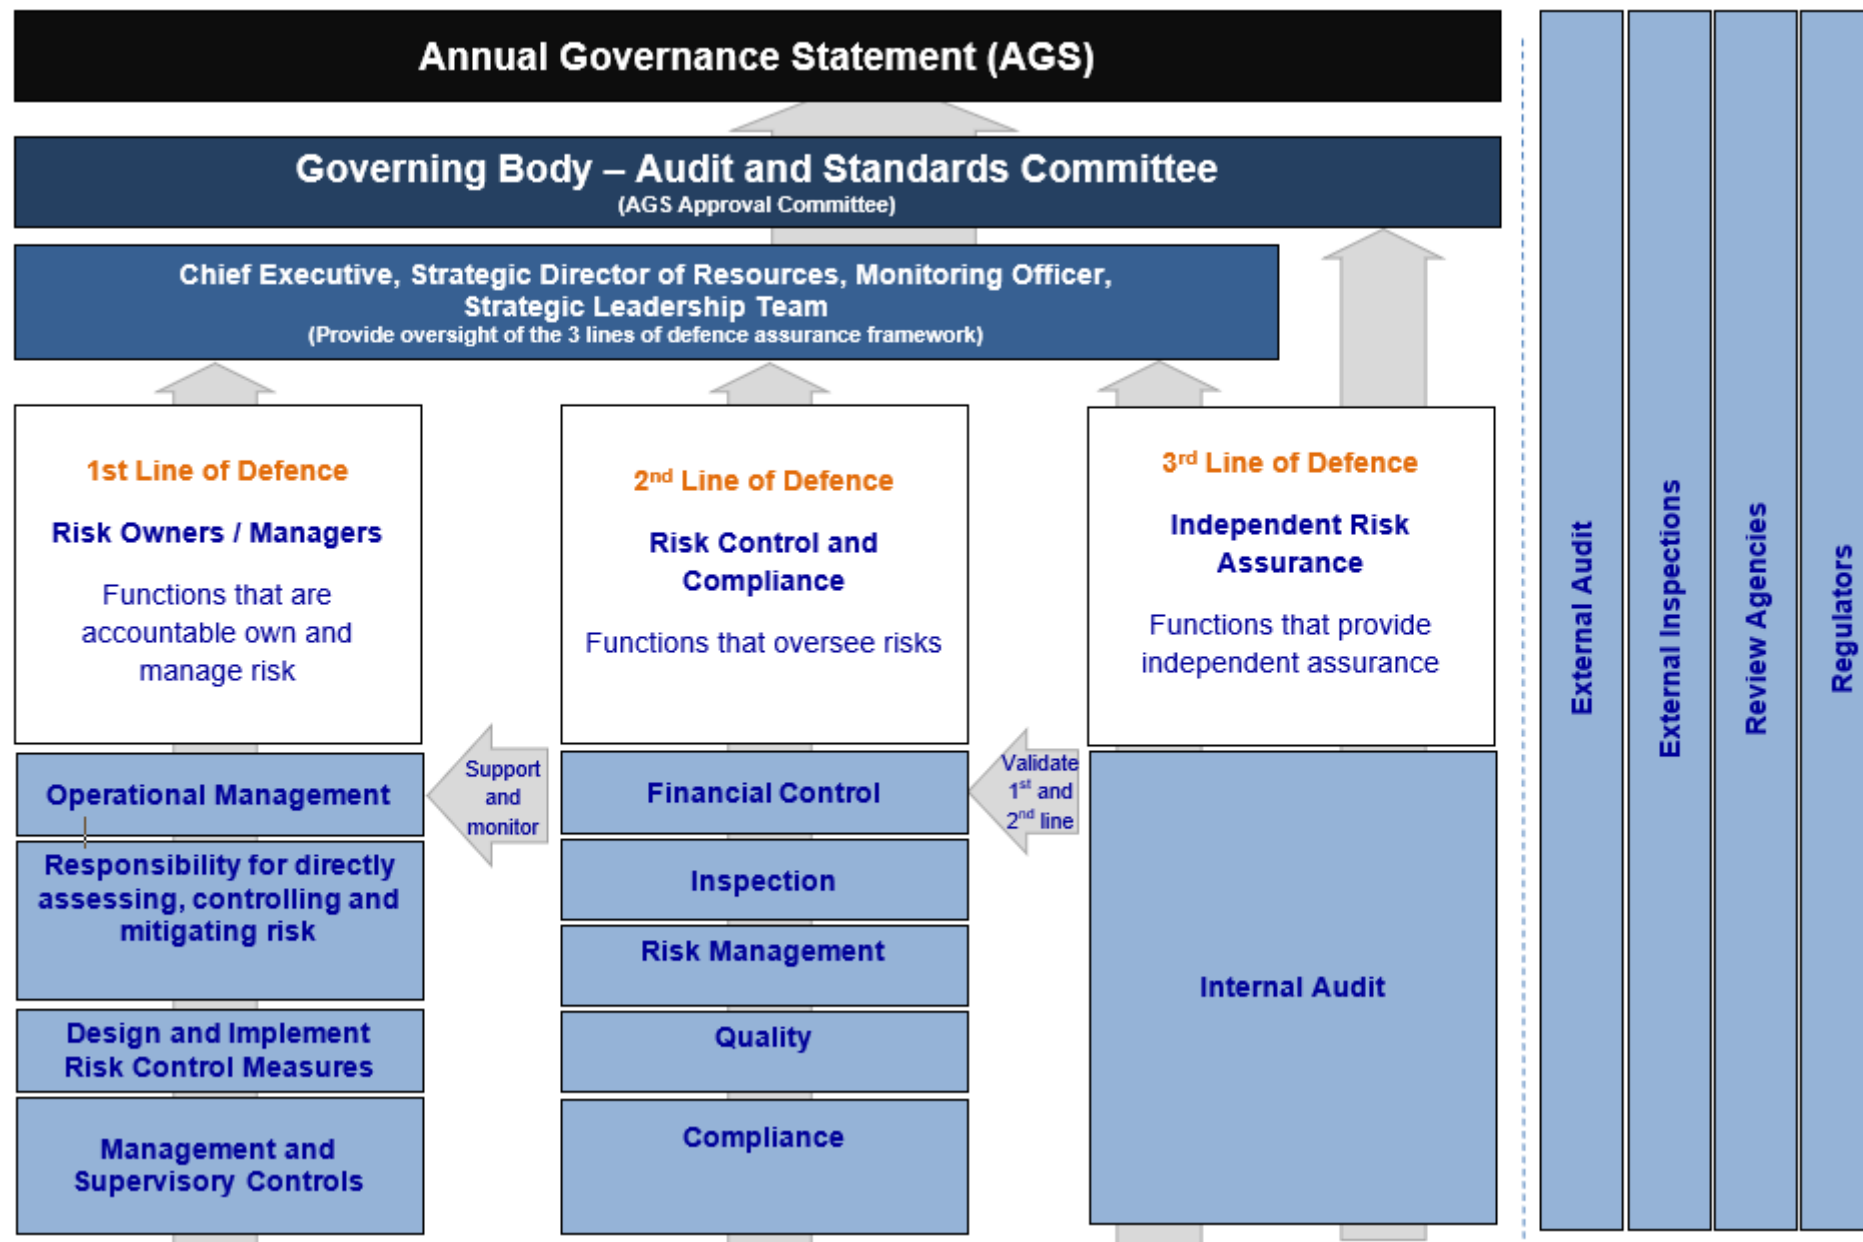 Annual Governance Statement (AGS)
Governing Body – Audit and Standards Committee
(AGS Approval Committee)
Chief Executive, Strategic Director of Resources, Monitoring Officer,
Strategic Leadership Team
(Provide oversight of the 3 lines of defence assurance framework)
1st Line of Defence
Risk Owners / Managers
Functions that are
accountable own and
manage risk
Operational Management
Responsibility for directly
assessing, controlling and
mitigating risk
Design and Implement
Risk Control Measures
Management and
Supervisory Controls
Support
and
monitor
2nd Line of Defence
Risk Control and
Compliance
Functions that oversee risks
Financial Control
Inspection
Risk Management
Quality
Compliance
Validate
1st and
2nd line
3rd Line of Defence
Independent Risk
Assurance
Functions that provide
independent assurance
Internal Audit
External Audit
External Inspections
Review Agencies
Regulators